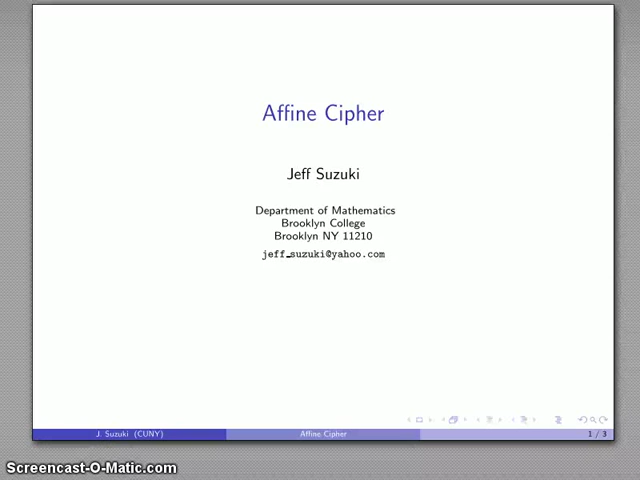 Affine Cipher
Jeff Suzuki
Department of Mathematics
Brooklyn College
Brooklyn NY 11210
jeff_suzuki@yahoo.com
J. Suzuki (CUNY)
Affine Cipher
1 / 3
Screencast-O-Matic.com